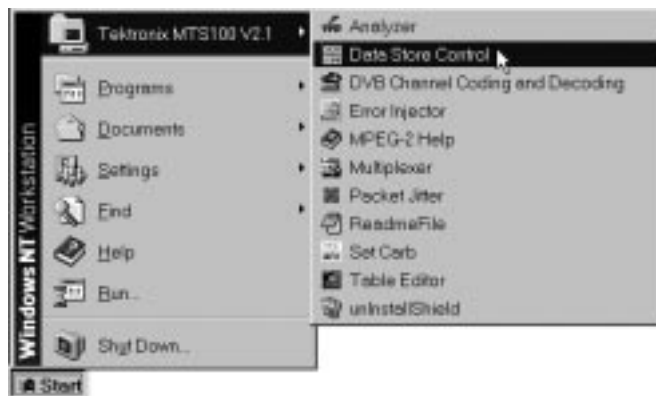 Windows NT Workstation
Tektronix MTS100 V2.1
Programs
Documents
Settings
Find
Help
Run...
Shut Down...
Start
Analyzer
Data Store Control
DVB Channel Coding and Decoding
Error Injector
MPEG-2 Help
Multiplexer
Packet Jitter
ReadmeFile
Set Carb
Table Editor
unInstallShield